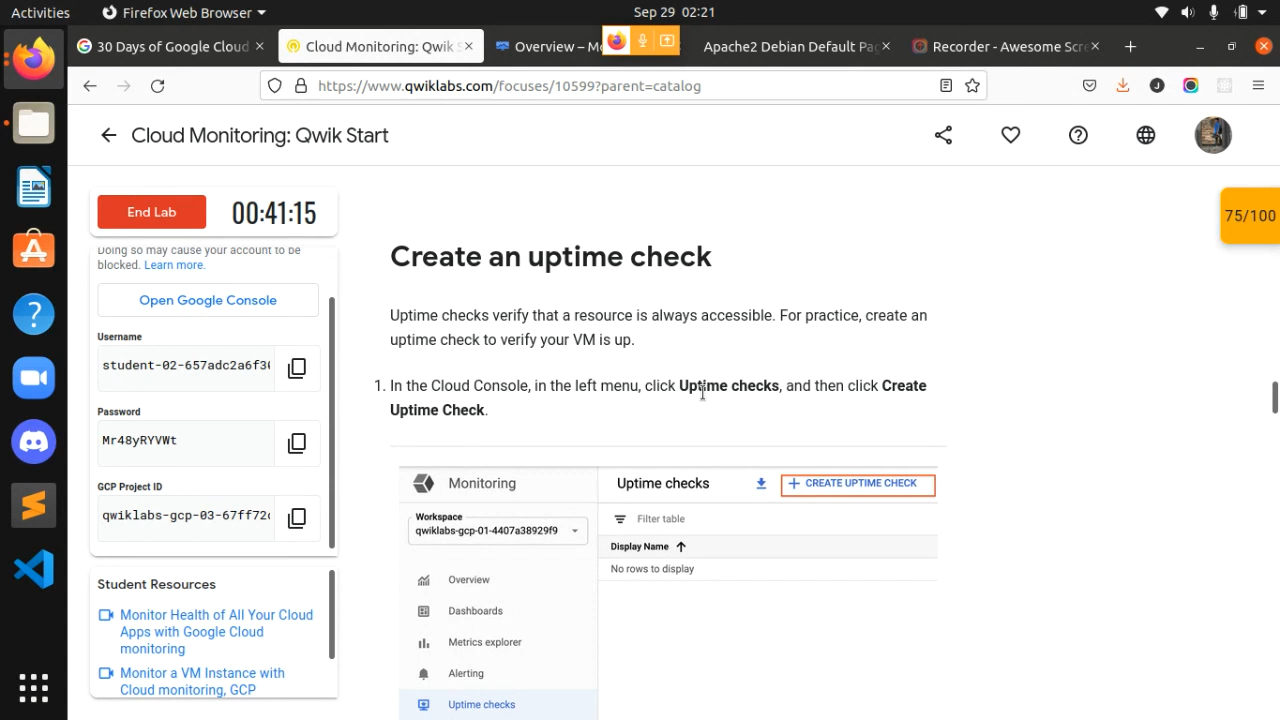 Activities
Firefox Web Browser
Sep 29 02:21
30 Days of Google Cloud
Cloud Monitoring: Qwik S
Overview – Mo
Apache2 Debian Default Pag
Recorder - Awesome Scre
https://www.qwiklabs.com/focuses/10599?parent=catalog
Cloud Monitoring: Qwik Start
End Lab
00:41:15
75/100
Doing so may cause your account to be
blocked. Learn more.
Open Google Console
Username
student-02-657adc2a6f3
Password
Mr48yRYVWt
GCP Project ID
qwiklabs-gcp-03-67ff72
Student Resources
Monitor Health of All Your Cloud
Apps with Google Cloud
monitoring
Monitor a VM Instance with
Cloud monitoring, GCP
Create an uptime check
Uptime checks verify that a resource is always accessible. For practice, create an
uptime check to verify your VM is up.
1. In the Cloud Console, in the left menu, click Uptime checks, and then click Create
Uptime Check.
Monitoring
Uptime checks
CREATE UPTIME CHECK
Workspace
qwiklabs-gcp-01-4407a38929f9
Filter table
Display Name
No rows to display
Overview
Dashboards
Metrics explorer
Alerting
Uptime checks